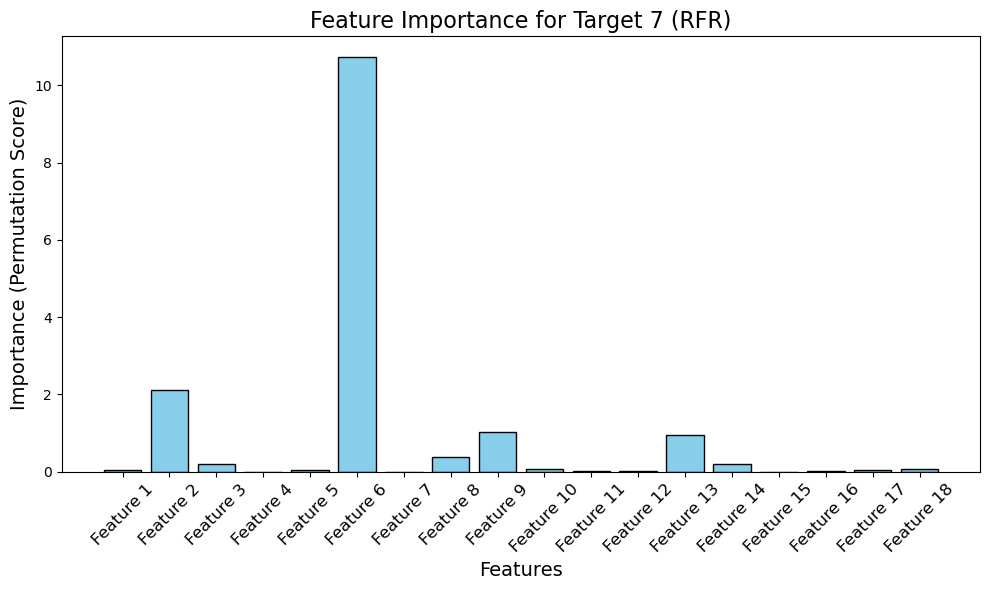 Feature Importance for Target 7 (RFR)
Importance (Permutation Score)
10
8
6
4
2
0
Feature 1
Feature 2
Feature 3
Feature 4
Feature 5
Feature 6
Feature 7
Feature 8
Feature 9
Feature 10
Feature 11
Feature 12
Feature 13
Feature 14
Feature 15
Feature 16
Feature 17
Feature 18
Features